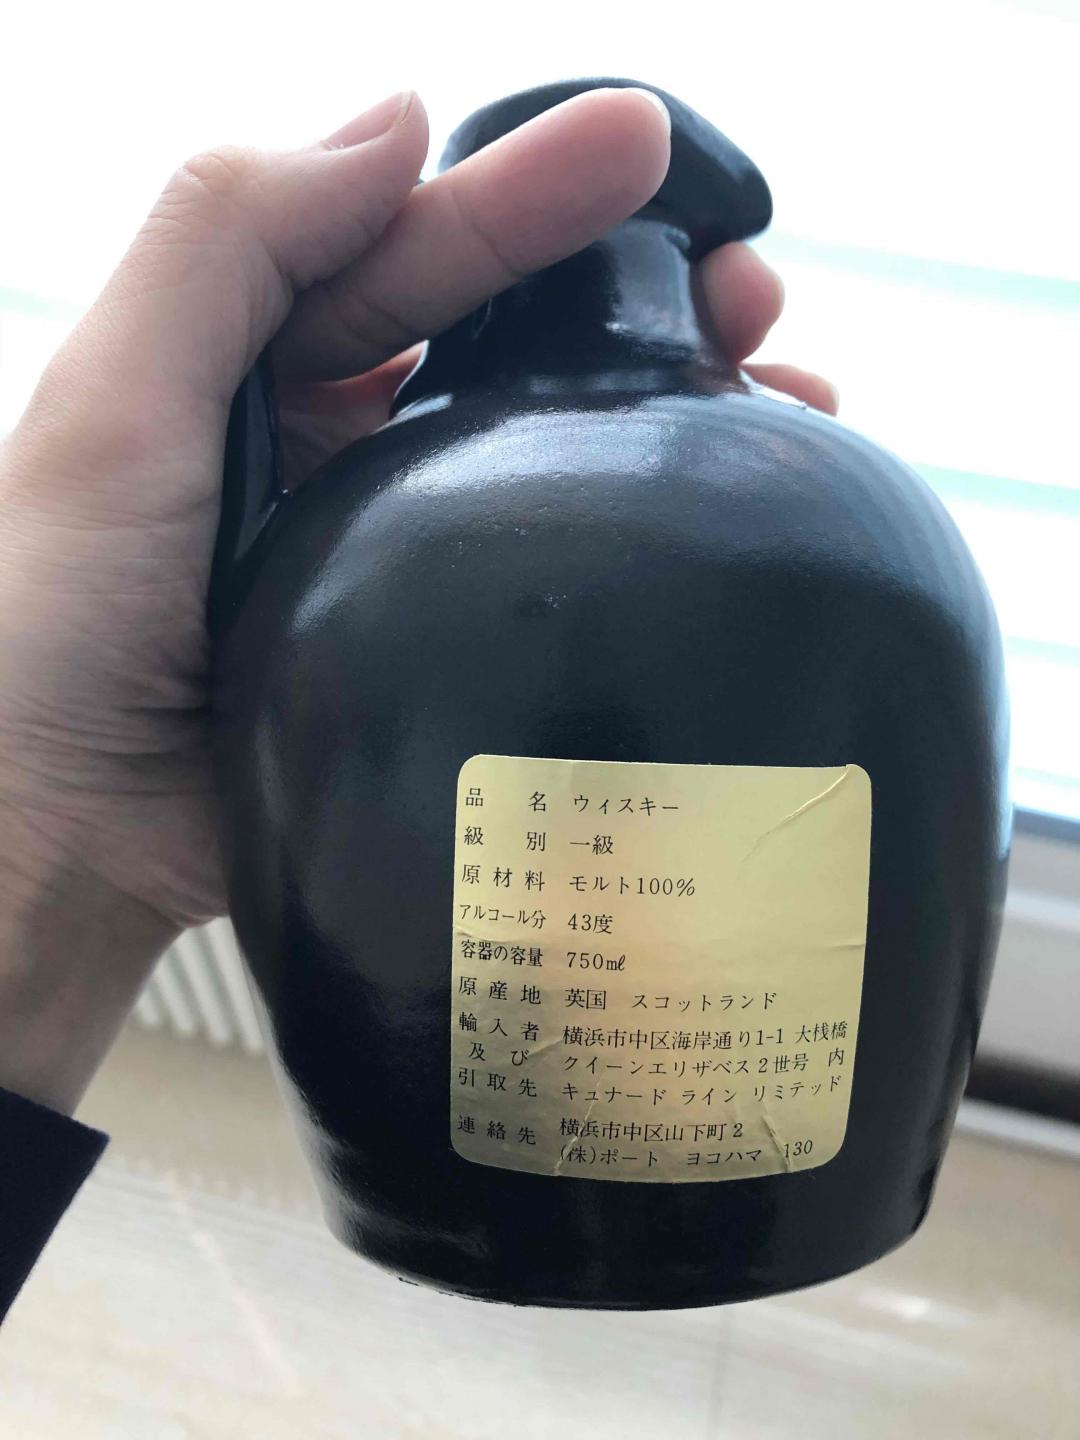 品名 ウィスキー
級別 一級
原材料 モルト100%
アルコール分 43度
容器の容量 750ml
原産地 英国 スコットランド
輸入者 横浜市中区海岸通り1-1 大桟橋
及び クイーンエリザベス2世号 内
引取先 キュナード ライン リミテッド
連絡先 横浜市中区山下町2
(株)ポート ヨコハマ 130